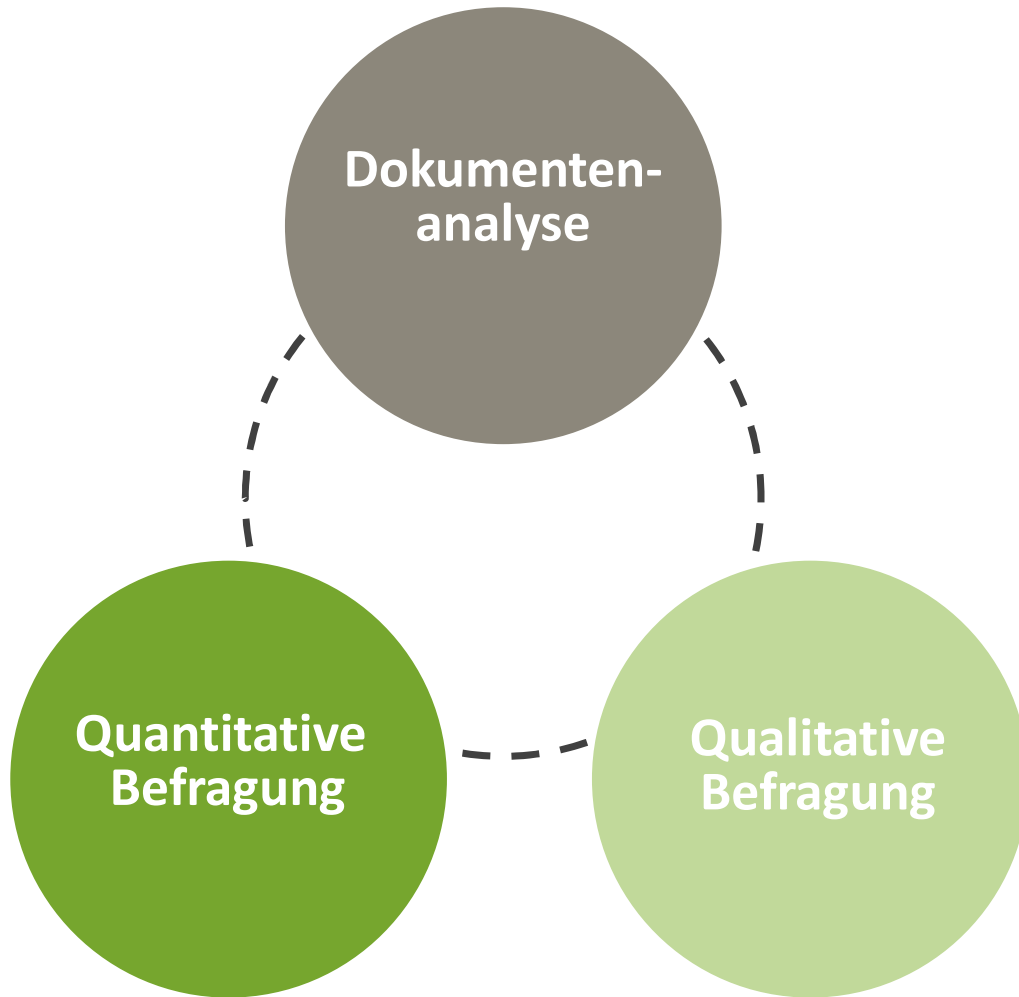 Dokumenten-
analyse
Quantitative
Befragung
Qualitative
Befragung